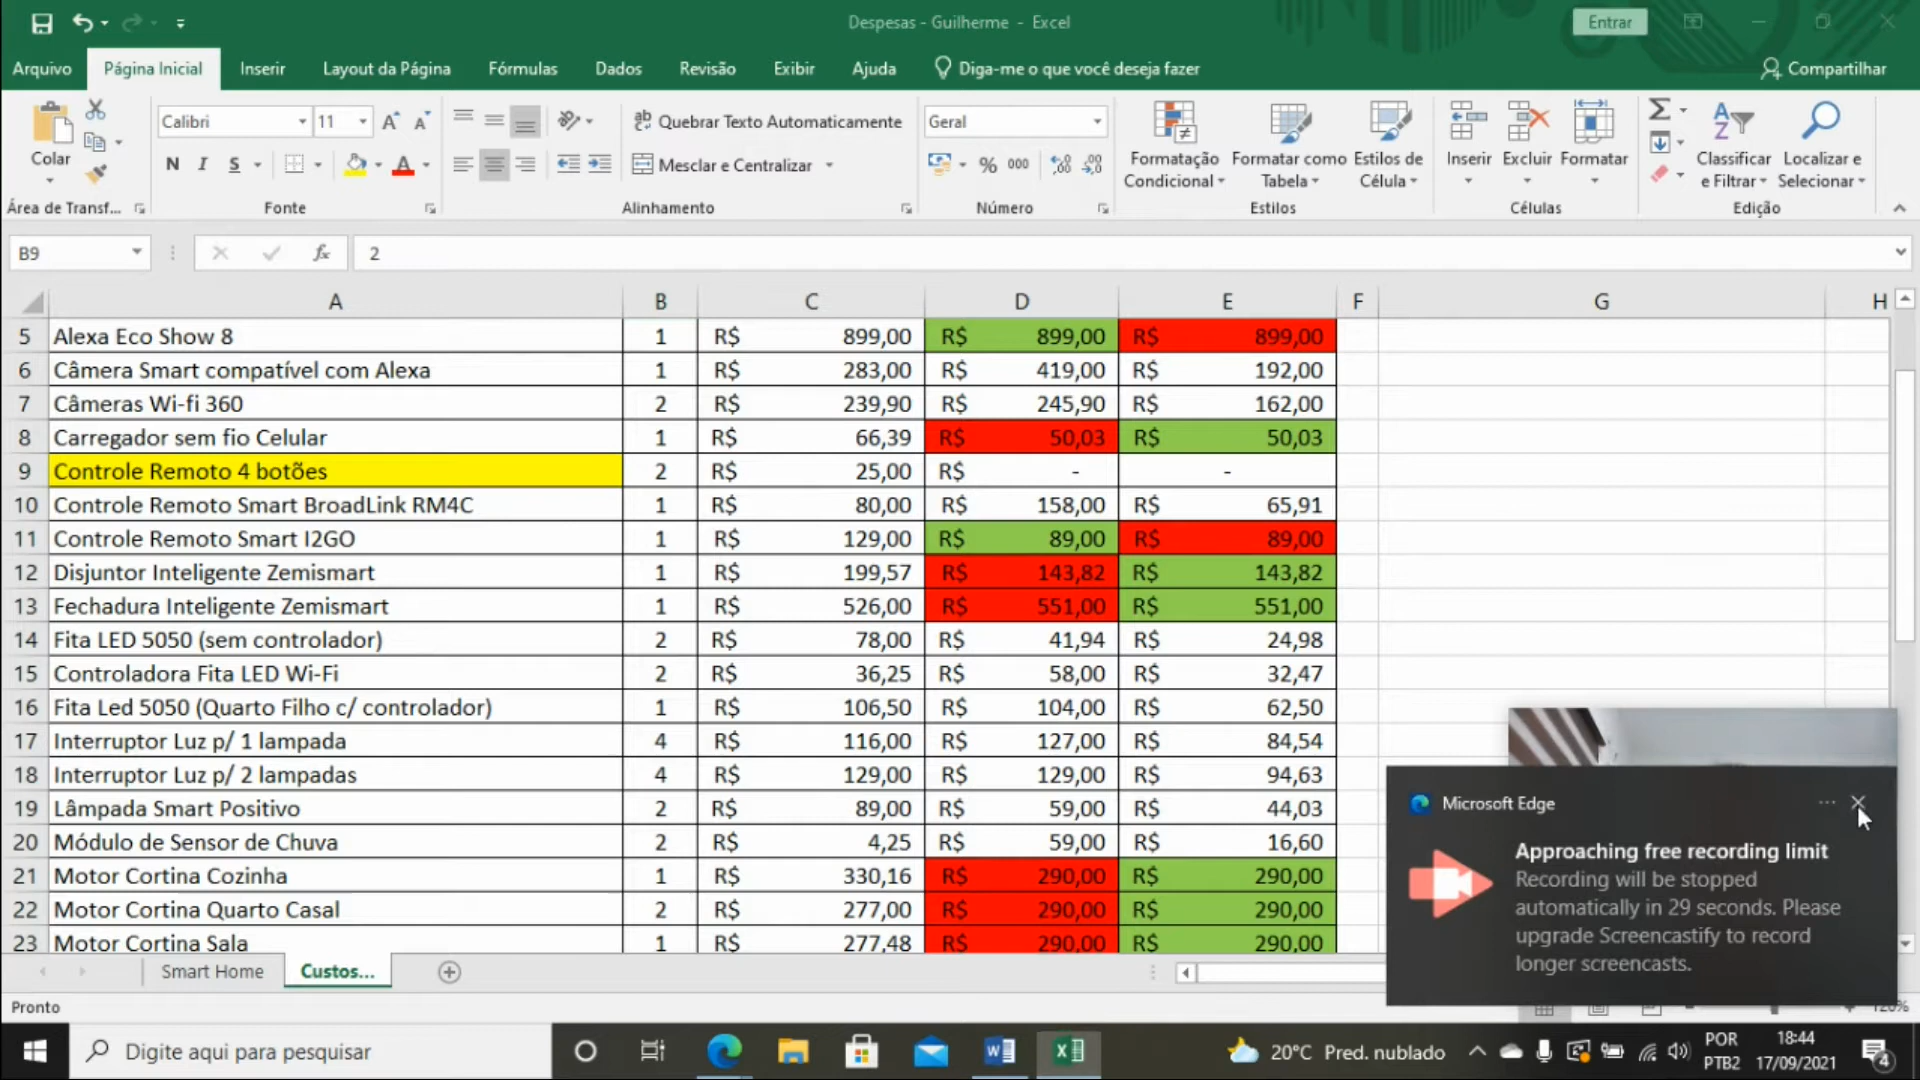 Despesas - Guilherme - Excel
Entrar
Arquivo Página Inicial Inserir Layout da Página Fórmulas Dados Revisão Exibir Ajuda Diga-me o que você deseja fazer Compartilhar
Colar
Calibri 11
N I S
Quebrar Texto Automaticamente
Mesclar e Centralizar
Geral
% 000
Formatação Condicional
Formatar como Tabela
Estilos de Célula
Inserir
Excluir
Formatar
Classificar e Filtrar
Localizar e Selecionar
Área de Transf... Fonte Alinhamento Número Estilos Células Edição
B9 fx 2
A B C D E F G H
5 Alexa Eco Show 8 1 R$ 899,00 R$ 899,00 R$ 899,00
6 Câmera Smart compatível com Alexa 1 R$ 283,00 R$ 419,00 R$ 192,00
7 Câmeras Wi-fi 360 2 R$ 239,90 R$ 245,90 R$ 162,00
8 Carregador sem fio Celular 1 R$ 66,39 R$ 50,03 R$ 50,03
9 Controle Remoto 4 botões 2 R$ 25,00 R$ - -
10 Controle Remoto Smart BroadLink RM4C 1 R$ 80,00 R$ 158,00 R$ 65,91
11 Controle Remoto Smart I2GO 1 R$ 129,00 R$ 89,00 R$ 89,00
12 Disjuntor Inteligente Zemismart 1 R$ 199,57 R$ 143,82 R$ 143,82
13 Fechadura Inteligente Zemismart 1 R$ 526,00 R$ 551,00 R$ 551,00
14 Fita LED 5050 (sem controlador) 2 R$ 78,00 R$ 41,94 R$ 24,98
15 Controladora Fita LED Wi-Fi 2 R$ 36,25 R$ 58,00 R$ 32,47
16 Fita Led 5050 (Quarto Filho c/ controlador) 1 R$ 106,50 R$ 104,00 R$ 62,50
17 Interruptor Luz p/ 1 lampada 4 R$ 116,00 R$ 127,00 R$ 84,54
18 Interruptor Luz p/ 2 lampadas 4 R$ 129,00 R$ 129,00 R$ 94,63
19 Lâmpada Smart Positivo 2 R$ 89,00 R$ 59,00 R$ 44,03
20 Módulo de Sensor de Chuva 2 R$ 4,25 R$ 59,00 R$ 16,60
21 Motor Cortina Cozinha 1 R$ 330,16 R$ 290,00 R$ 290,00
22 Motor Cortina Quarto Casal 2 R$ 277,00 R$ 290,00 R$ 290,00
23 Motor Cortina Sala 1 R$ 277,48 R$ 290,00 R$ 290,00
Microsoft Edge
Approaching free recording limit
Recording will be stopped
automatically in 29 seconds. Please
upgrade Screencastify to record
longer screencasts.
Smart Home Custos...
Pronto 120%
Digite aqui para pesquisar
20°C Pred. nublado
POR
PTB2
18:44
17/09/2021
4